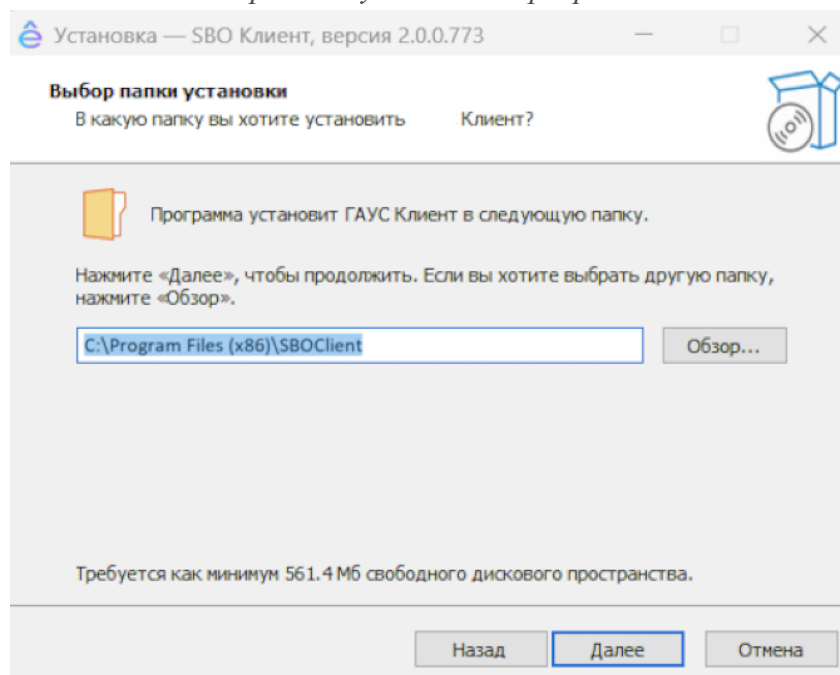 Установка — SBO Клиент, версия 2.0.0.773
Выбор папки установки
В какую папку вы хотите установить Клиент?
Программа установит ГАУС Клиент в следующую папку.
Нажмите «Далее», чтобы продолжить. Если вы хотите выбрать другую папку,
нажмите «Обзор».
C:\Program Files (x86)\SBOClient
Обзор...
Требуется как минимум 561.4 Мб свободного дискового пространства.
Назад
Далее
Отмена